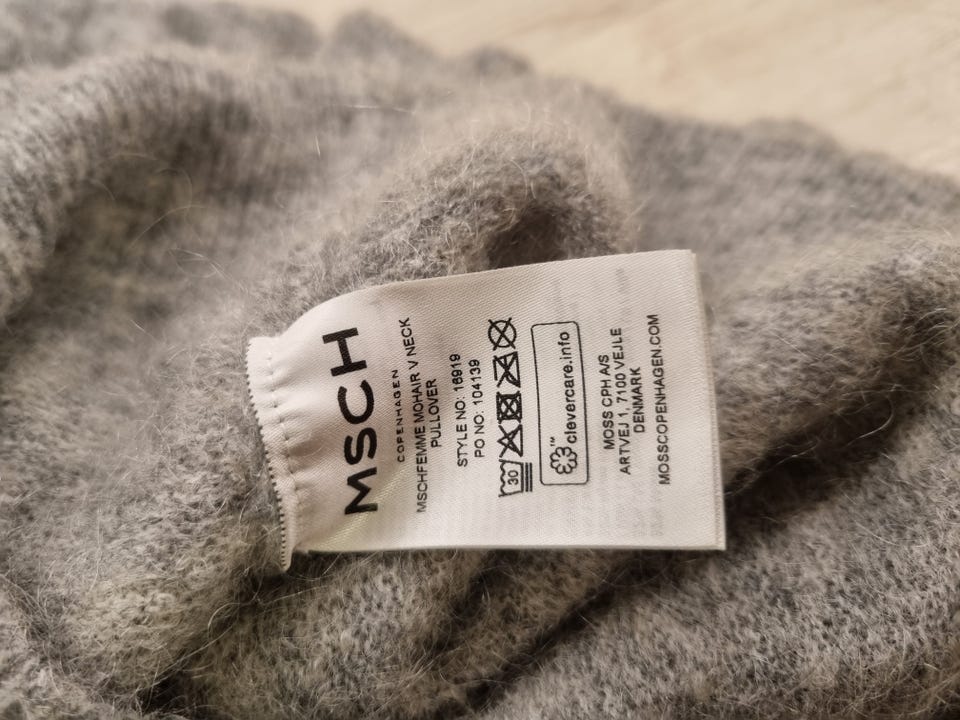 MSCH
COPENHAGEN
MSCHFEMME MOHAIR V NECK
PULLOVER
STYLE NO: 16919
PO NO: 104139
30
clevercare.info™
MOSS CPH A/S
ARTVEJ 1, 7100 VEJLE
DENMARK
MOSSCOPENHAGEN.COM